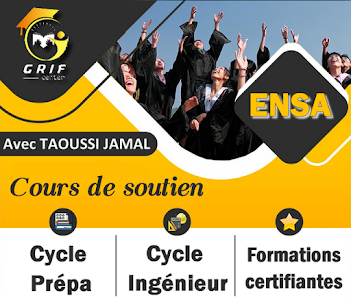 GRIF
center
ENSA
Avec TAOUSSI JAMAL
Cours de soutien
Cycle
Prépa
Cycle
Ingénieur
Formations
certifiantes